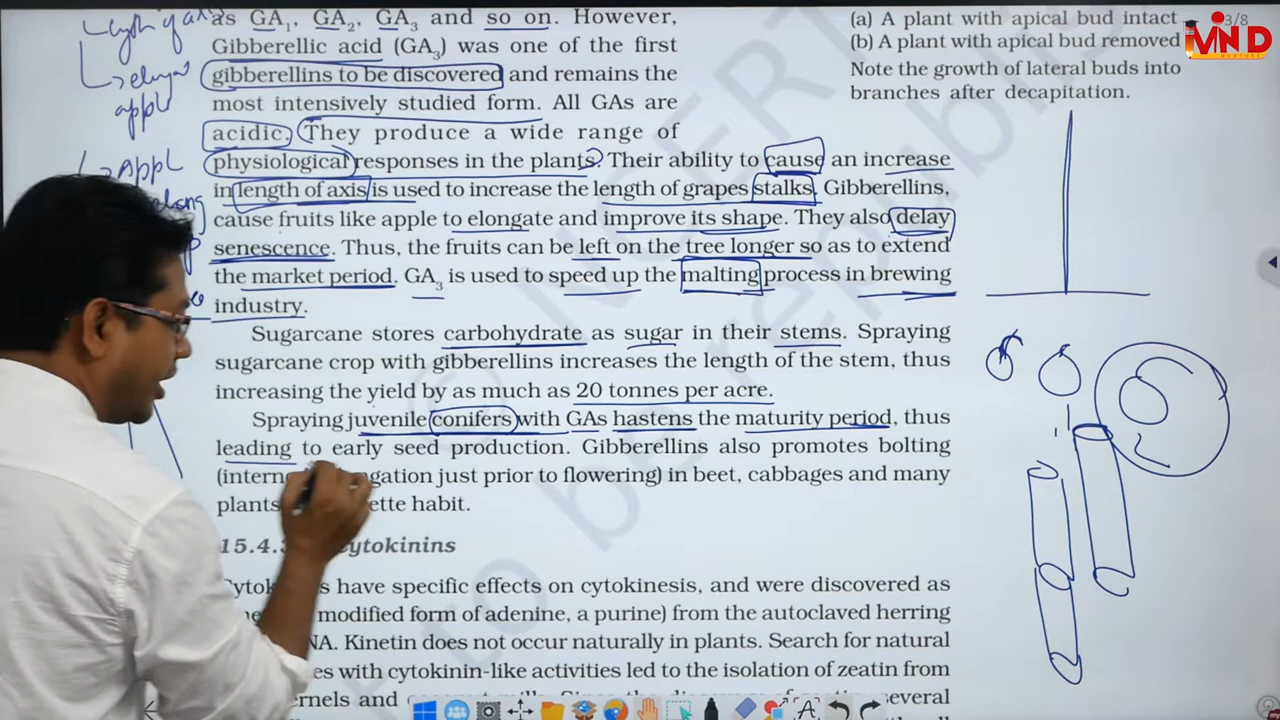 as GA1, GA2, GA3 and so on. However,
Gibberellic acid (GA3) was one of the first
gibberellins to be discovered and remains the
most intensively studied form. All GAs are
acidic. They produce a wide range of
physiological responses in the plants. Their ability to cause an increase
in length of axis is used to increase the length of grapes stalks. Gibberellins,
cause fruits like apple to elongate and improve its shape. They also delay
senescence. Thus, the fruits can be left on the tree longer so as to extend
the market period. GA3 is used to speed up the malting process in brewing
industry.
Sugarcane stores carbohydrate as sugar in their stems. Spraying
sugarcane crop with gibberellins increases the length of the stem, thus
increasing the yield by as much as 20 tonnes per acre.
Spraying juvenile conifers with GAs hastens the maturity period, thus
leading to early seed production. Gibberellins also promotes bolting
(intern gation just prior to flowering) in beet, cabbages and many
plants ette habit.
15.4.3 ytokinins
Cytok s have specific effects on cytokinesis, and were discovered as
modified form of adenine, a purine) from the autoclaved herring
NA. Kinetin does not occur naturally in plants. Search for natural
es with cytokinin-like activities led to the isolation of zeatin from
rnels and
several
(a) A plant with apical bud intact
(b) A plant with apical bud removed
Note the growth of lateral buds into
branches after decapitation.
3/8
MIND
appl
appl